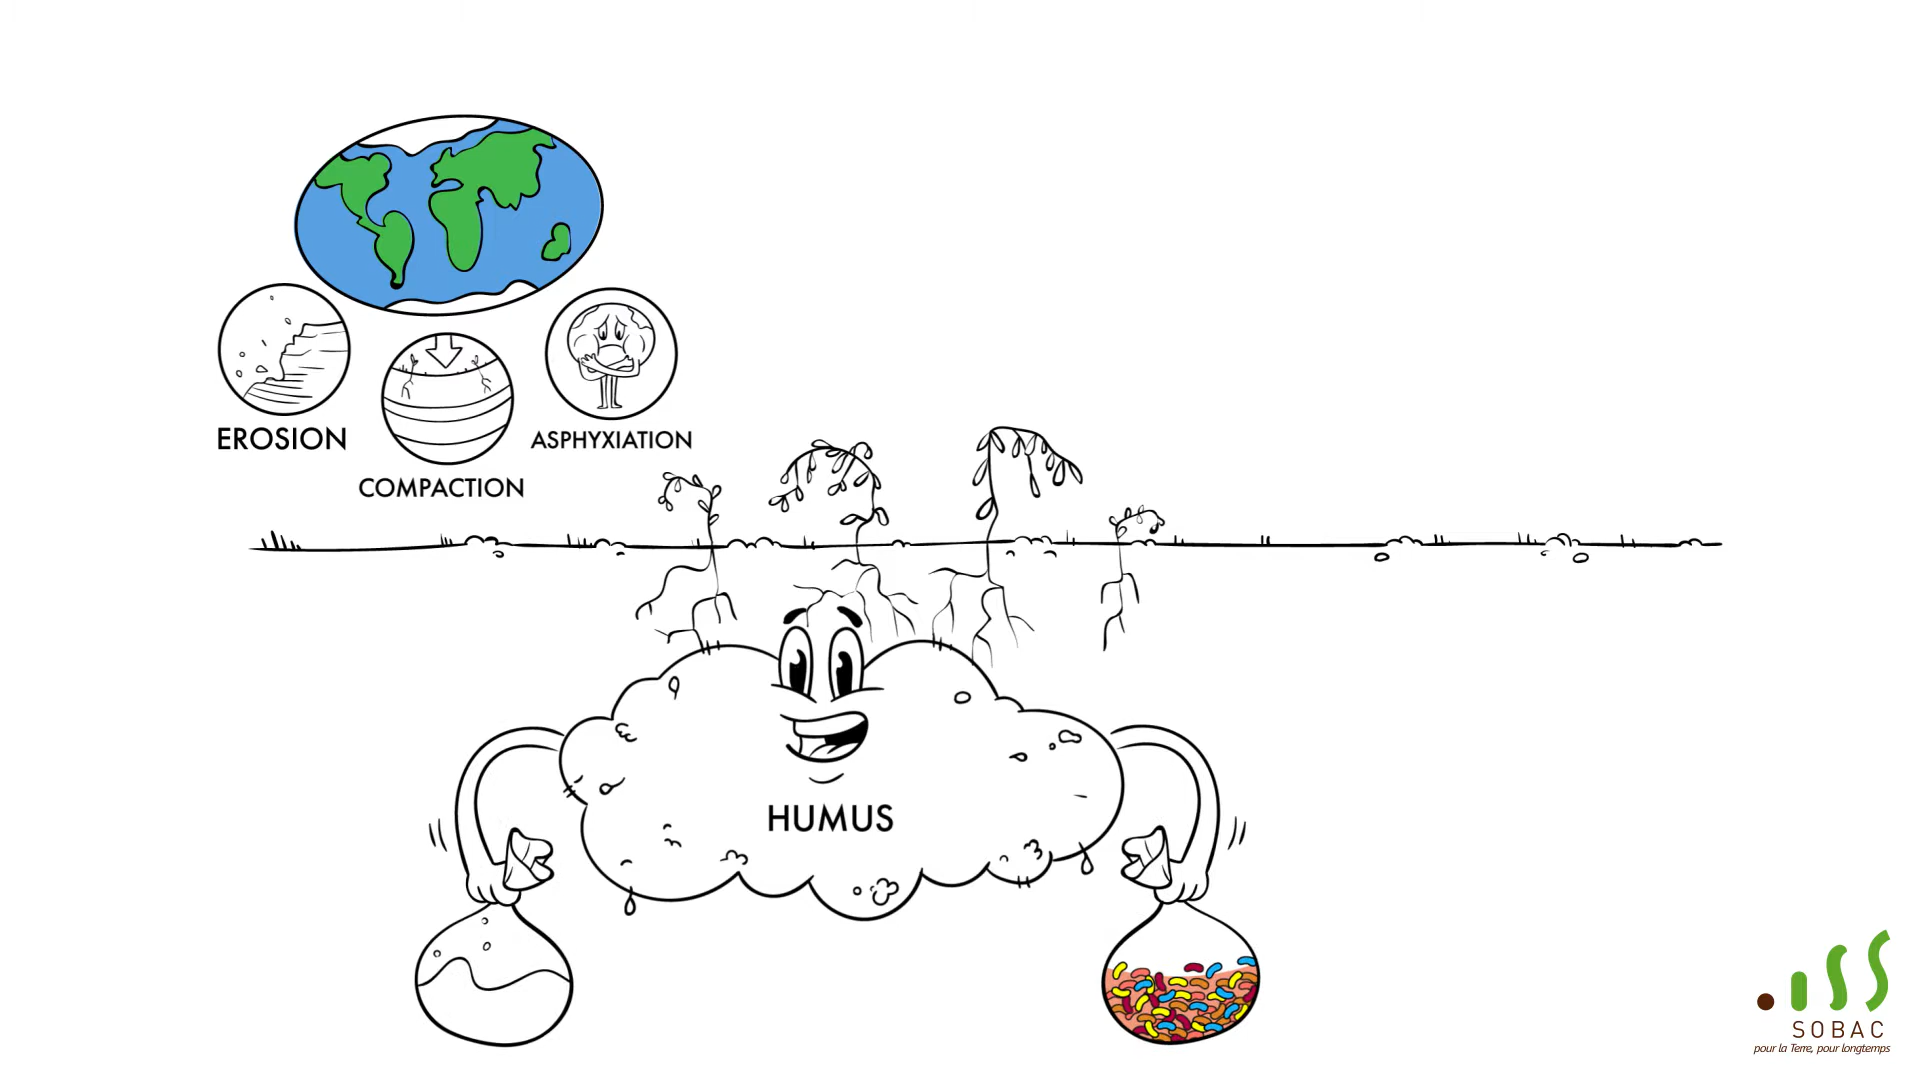 EROSION
COMPACTION
ASPHYXIATION
HUMUS
SOBAC
pour la Terre, pour longtemps